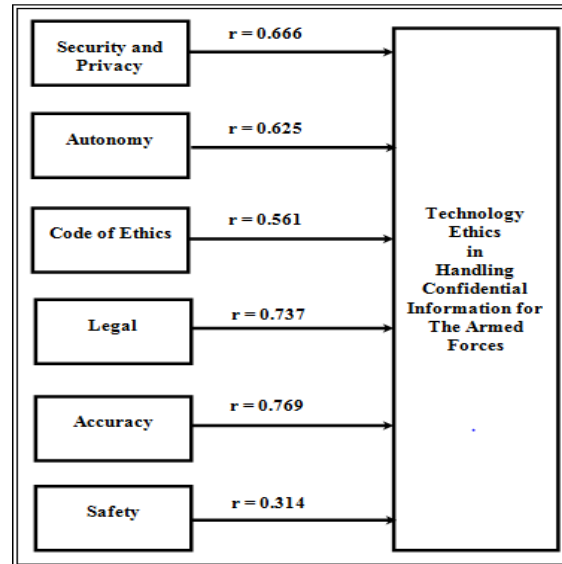 Security and
Privacy
r = 0.666
Autonomy
r = 0.625
Code of Ethics
r = 0.561
Legal
r = 0.737
Accuracy
r = 0.769
Safety
r = 0.314
Technology
Ethics
in
Handling
Confidential
Information for
The Armed
Forces